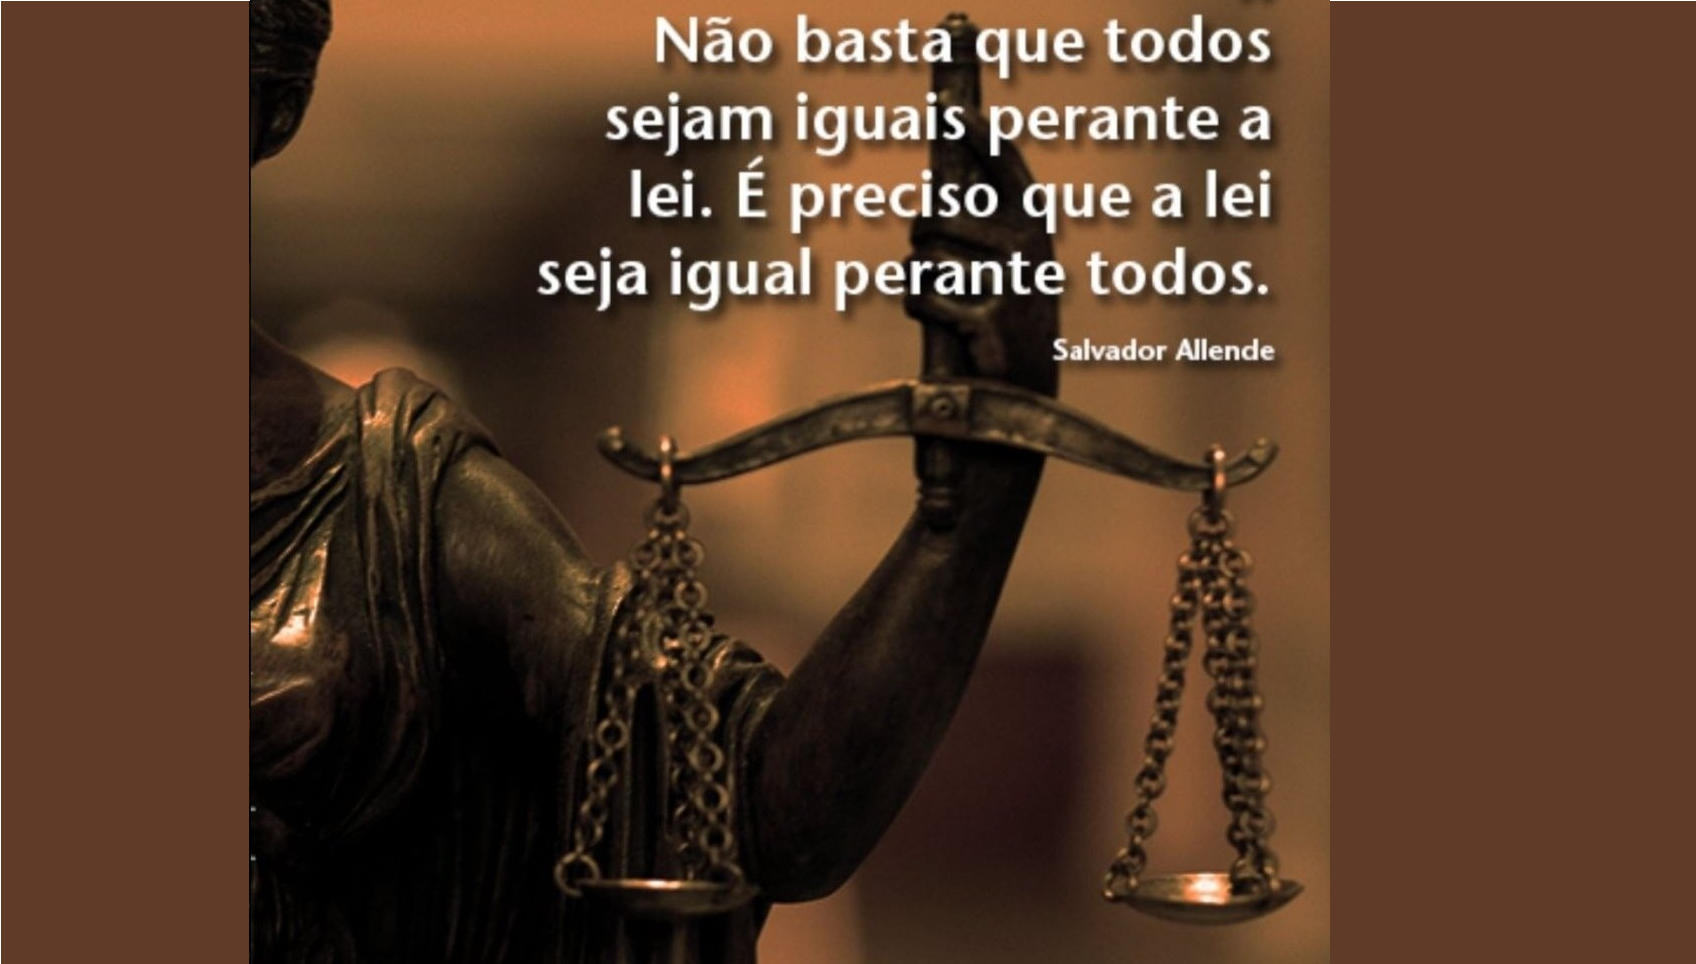 Não basta que todos
sejam iguais perante a
lei. É preciso que a lei
seja igual perante todos.
Salvador Allende